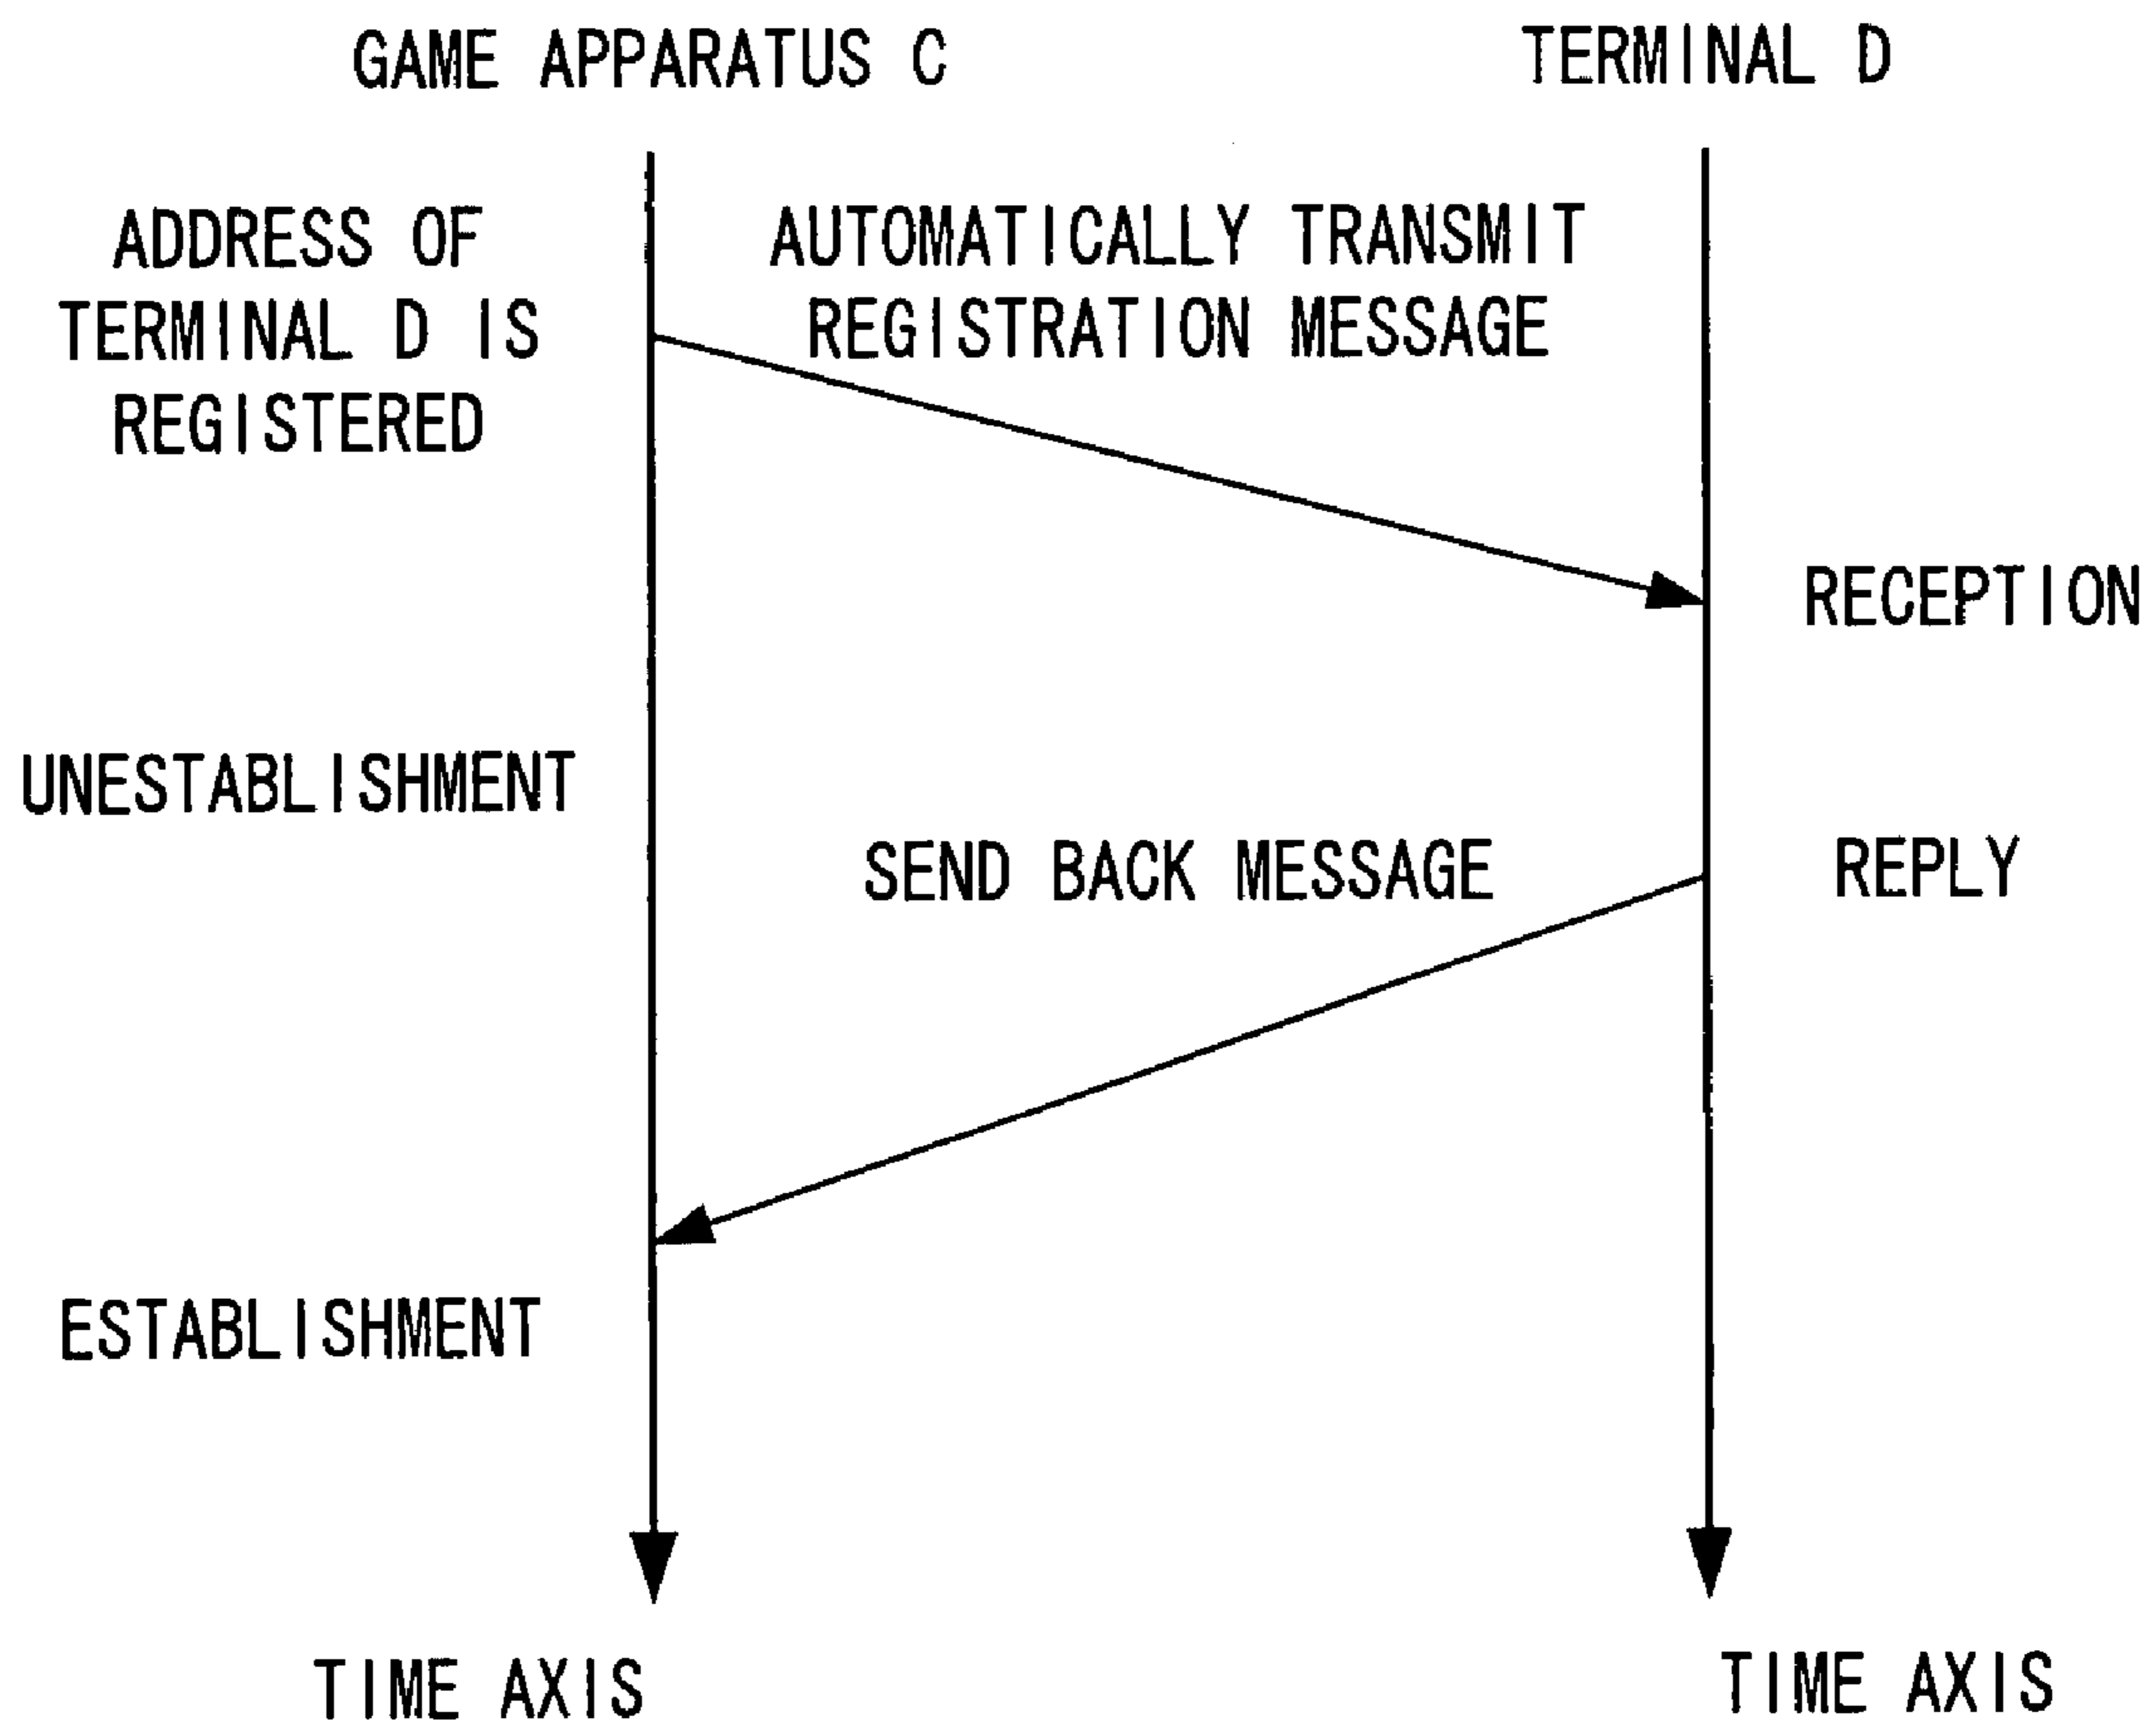 GAME APPARATUS C
TERMINAL D
ADDRESS OF
TERMINAL D IS
REGISTERED
AUTOMATICALLY TRANSMIT
REGISTRATION MESSAGE
RECEPTION
UNESTABLISHMENT
SEND BACK MESSAGE
REPLY
ESTABLISHMENT
TIME AXIS
TIME AXIS